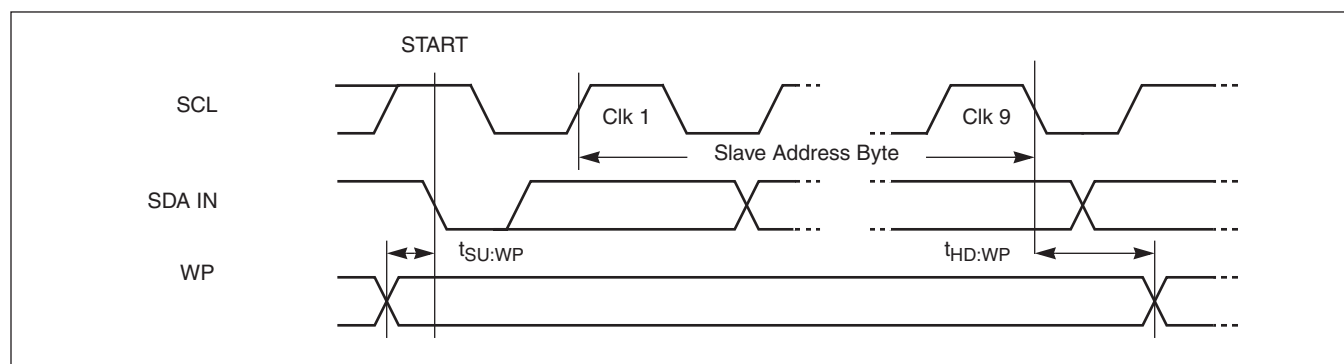 START
SCL
Clk 1
Clk 9
Slave Address Byte
SDA IN
tSU:WP
tHD:WP
WP